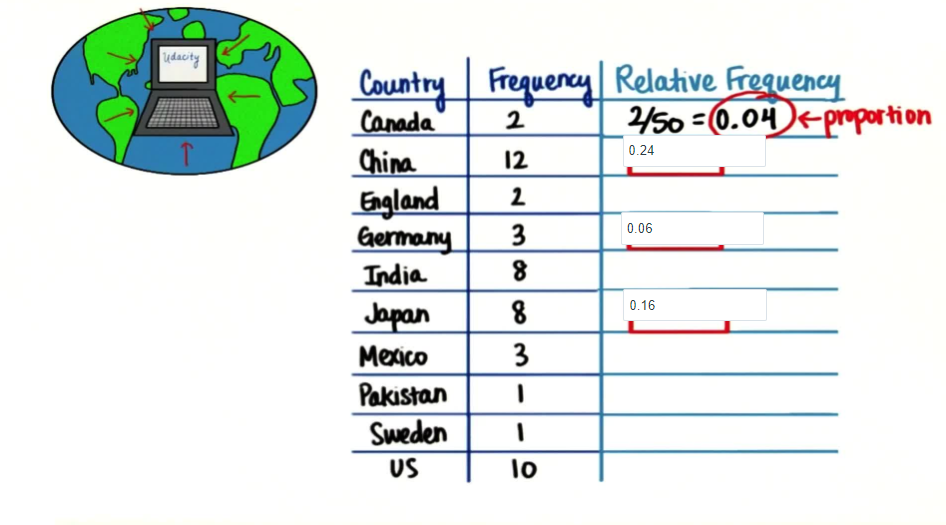 Udacity
Country Frequency Relative Frequency
Canada 2 2/50 = 0.04 ← proportion
China 12 0.24
England 2
Germany 3 0.06
India 8
Japan 8 0.16
Mexico 3
Pakistan 1
Sweden 1
US 10